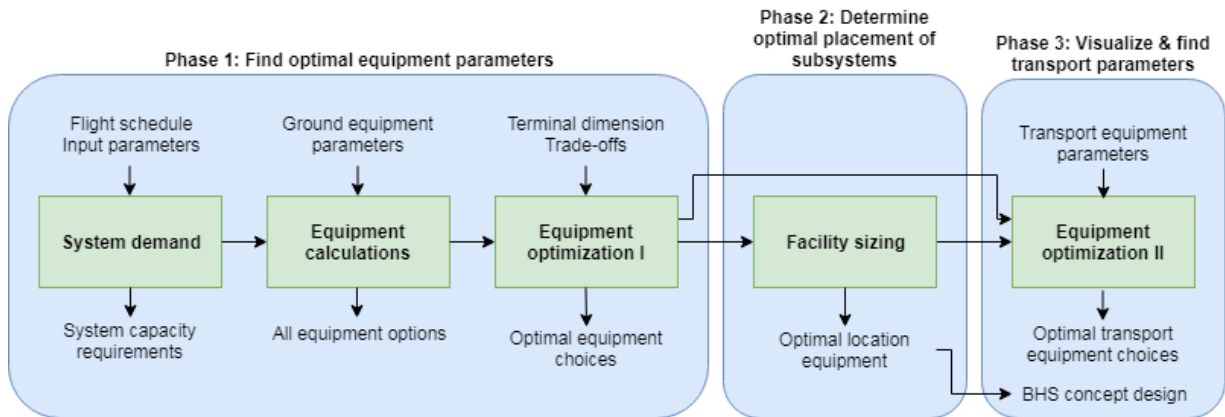 Phase 1: Find optimal equipment parameters
Phase 2: Determine
optimal placement of
subsystems
Phase 3: Visualize & find
transport parameters
Flight schedule
Input parameters
Ground equipment
parameters
Terminal dimension
Trade-offs
Transport equipment
parameters
System demand
Equipment
calculations
Equipment
optimization I
Facility sizing
Equipment
optimization II
System capacity
requirements
All equipment options
Optimal equipment
choices
Optimal location
equipment
Optimal transport
equipment choices
BHS concept design